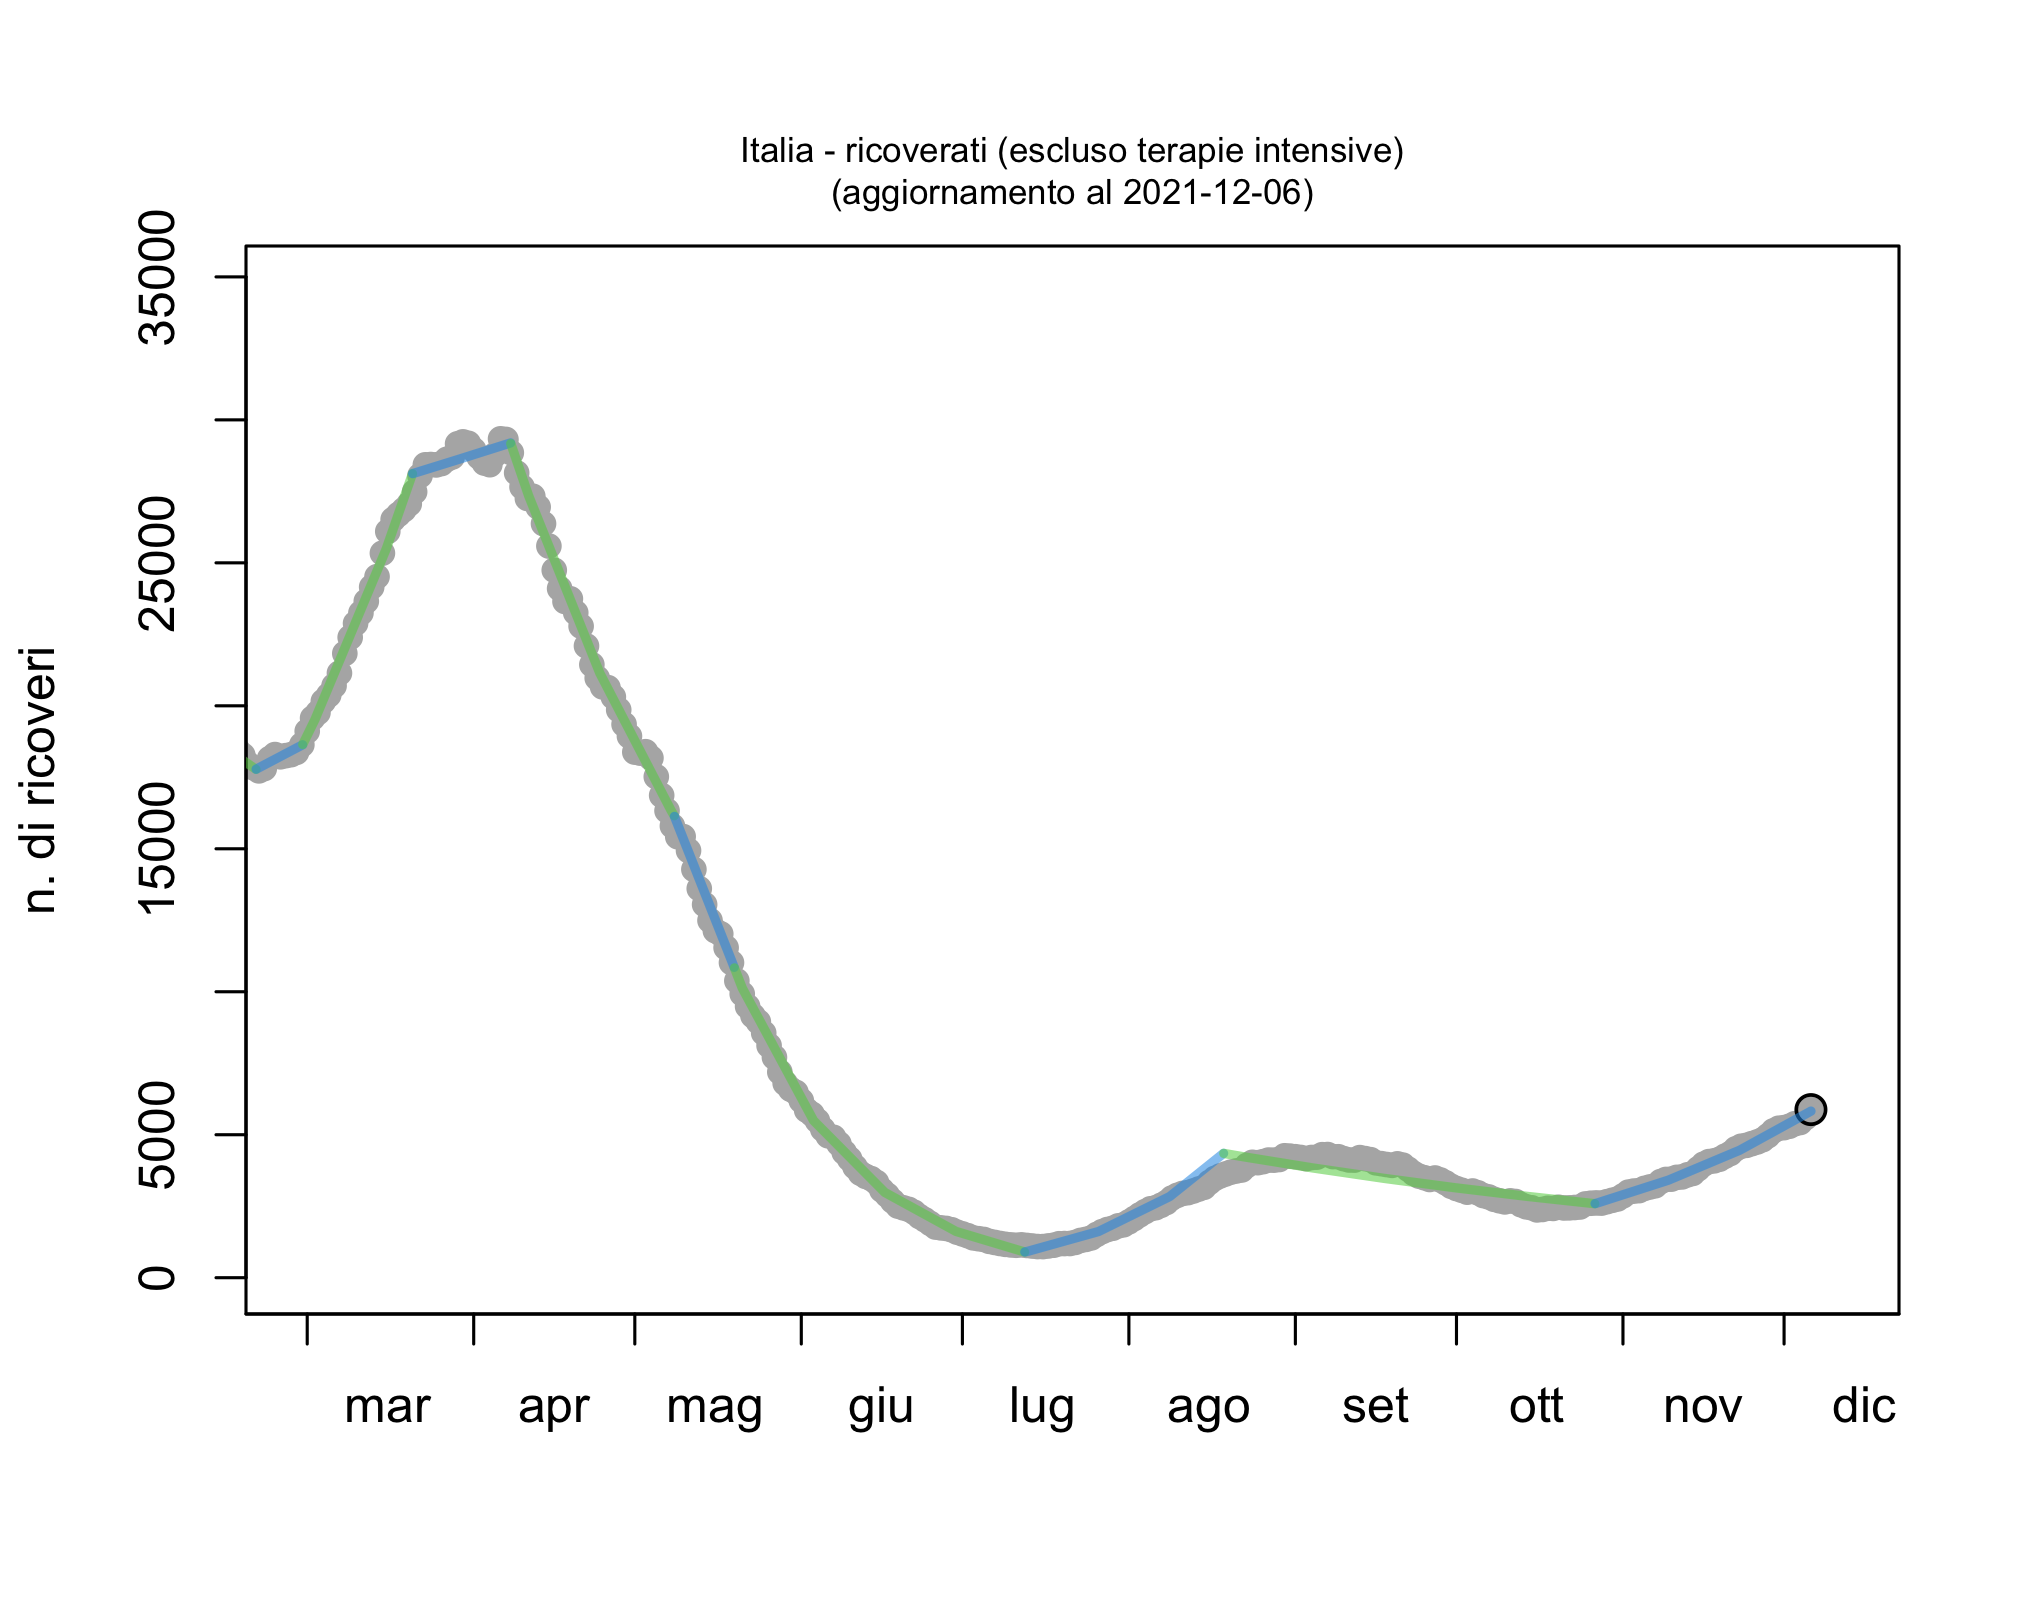 Italia - ricoverati (escluso terapie intensive)
(aggiornamento al 2021-12-06)
35000
25000
15000
5000
0
n. di ricoveri
mar apr mag giu lug ago set ott nov dic